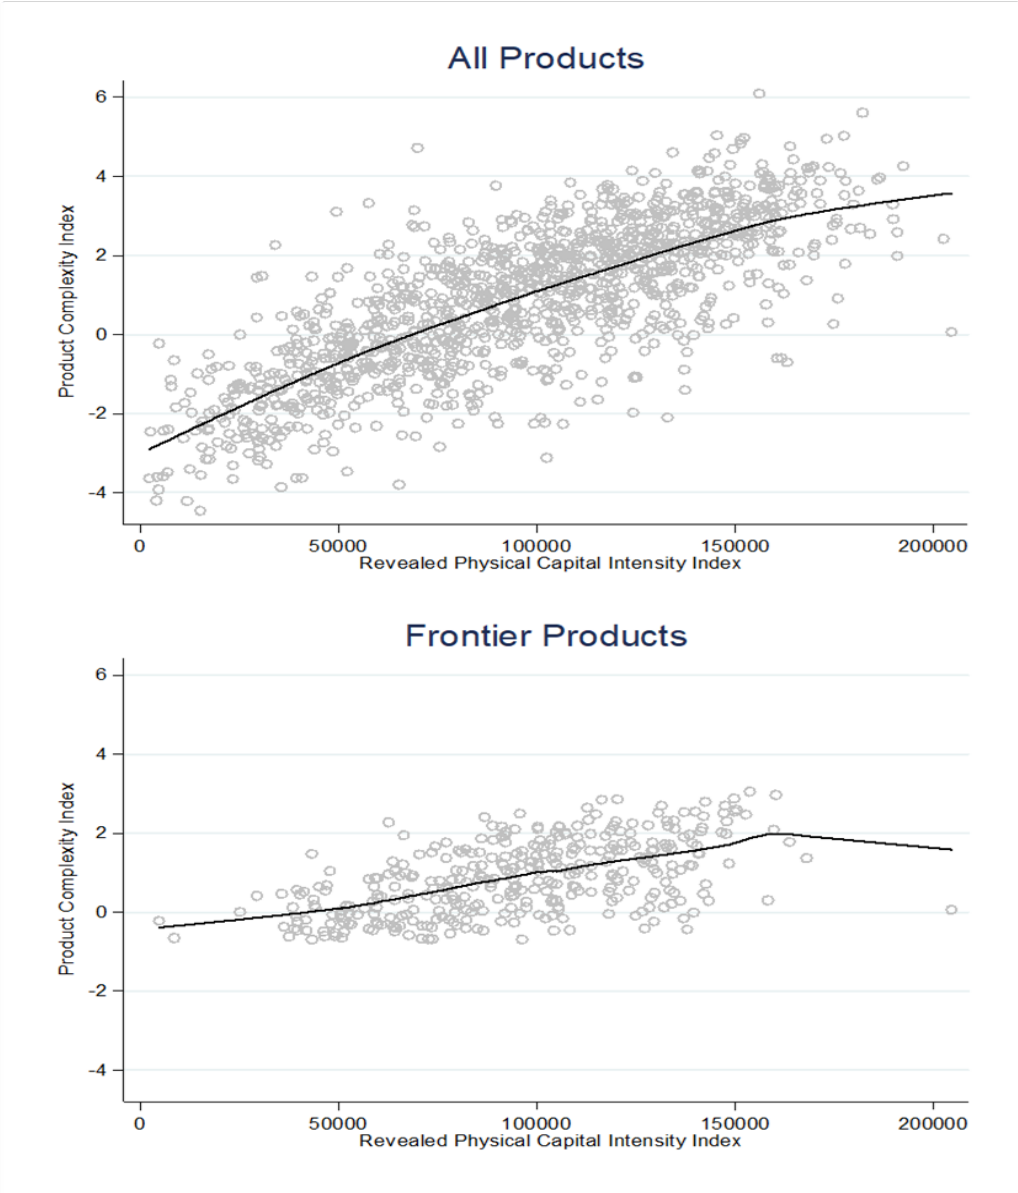 All Products
Product Complexity Index
6
4
2
0
-2
-4
0 50000 100000 150000 200000
Revealed Physical Capital Intensity Index
Frontier Products
Product Complexity Index
6
4
2
0
-2
-4
0 50000 100000 150000 200000
Revealed Physical Capital Intensity Index